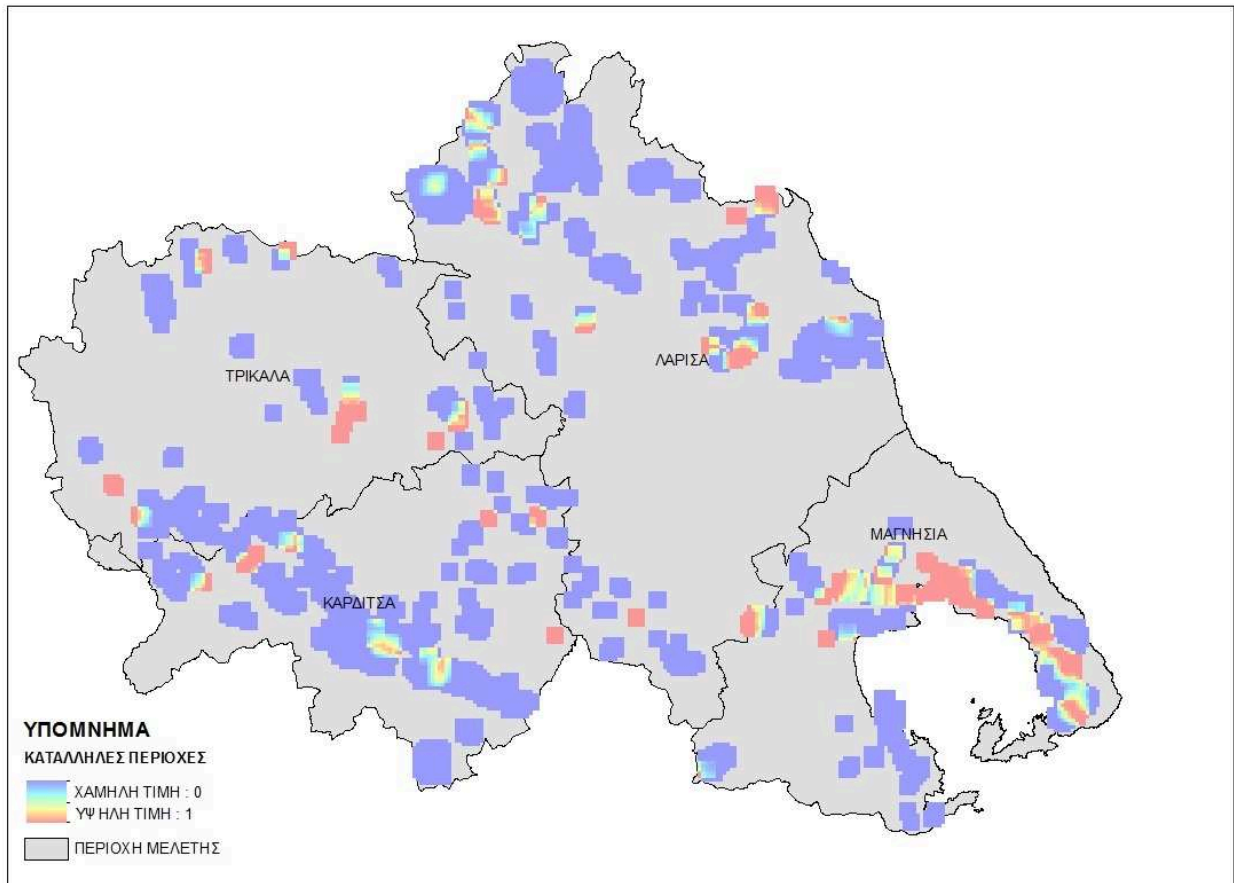 ΛΑΡΙΣΑ
ΤΡΙΚΑΛΑ
ΜΑΓΝΗΣΙΑ
ΚΑΡΔΙΤΣΑ
ΥΠΟΜΝΗΜΑ
ΚΑΤΑΛΛΗΛΕΣ ΠΕΡΙΟΧΕΣ
ΧΑΜΗΛΗ ΤΙΜΗ : 0
ΥΨΗΛΗ ΤΙΜΗ : 1
ΠΕΡΙΟΧΗ ΜΕΛΕΤΗΣ